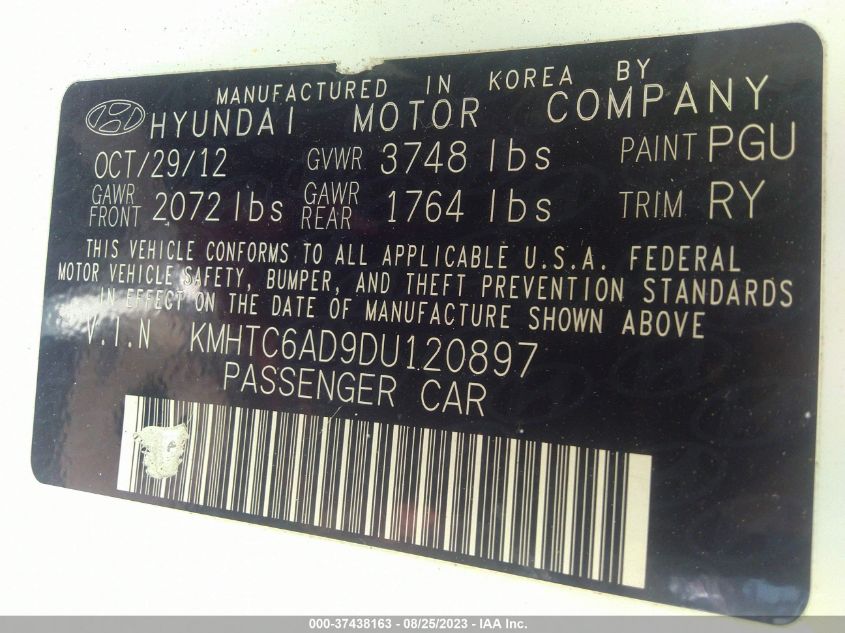 MANUFACTURED IN KOREA BY
HYUNDAI MOTOR COMPANY
OCT/29/12 GVWR 3748 lbs PAINT PGU
GAWR FRONT 2072 lbs GAWR REAR 1764 lbs TRIM RY
THIS VEHICLE CONFORMS TO ALL APPLICABLE U.S.A. FEDERAL
MOTOR VEHICLE SAFETY, BUMPER, AND THEFT PREVENTION STANDARDS
IN EFFECT ON THE DATE OF MANUFACTURE SHOWN ABOVE
V.I.N KMHTC6AD9DU120897
PASSENGER CAR
000-37438163 - 08/25/2023 - IAA Inc.